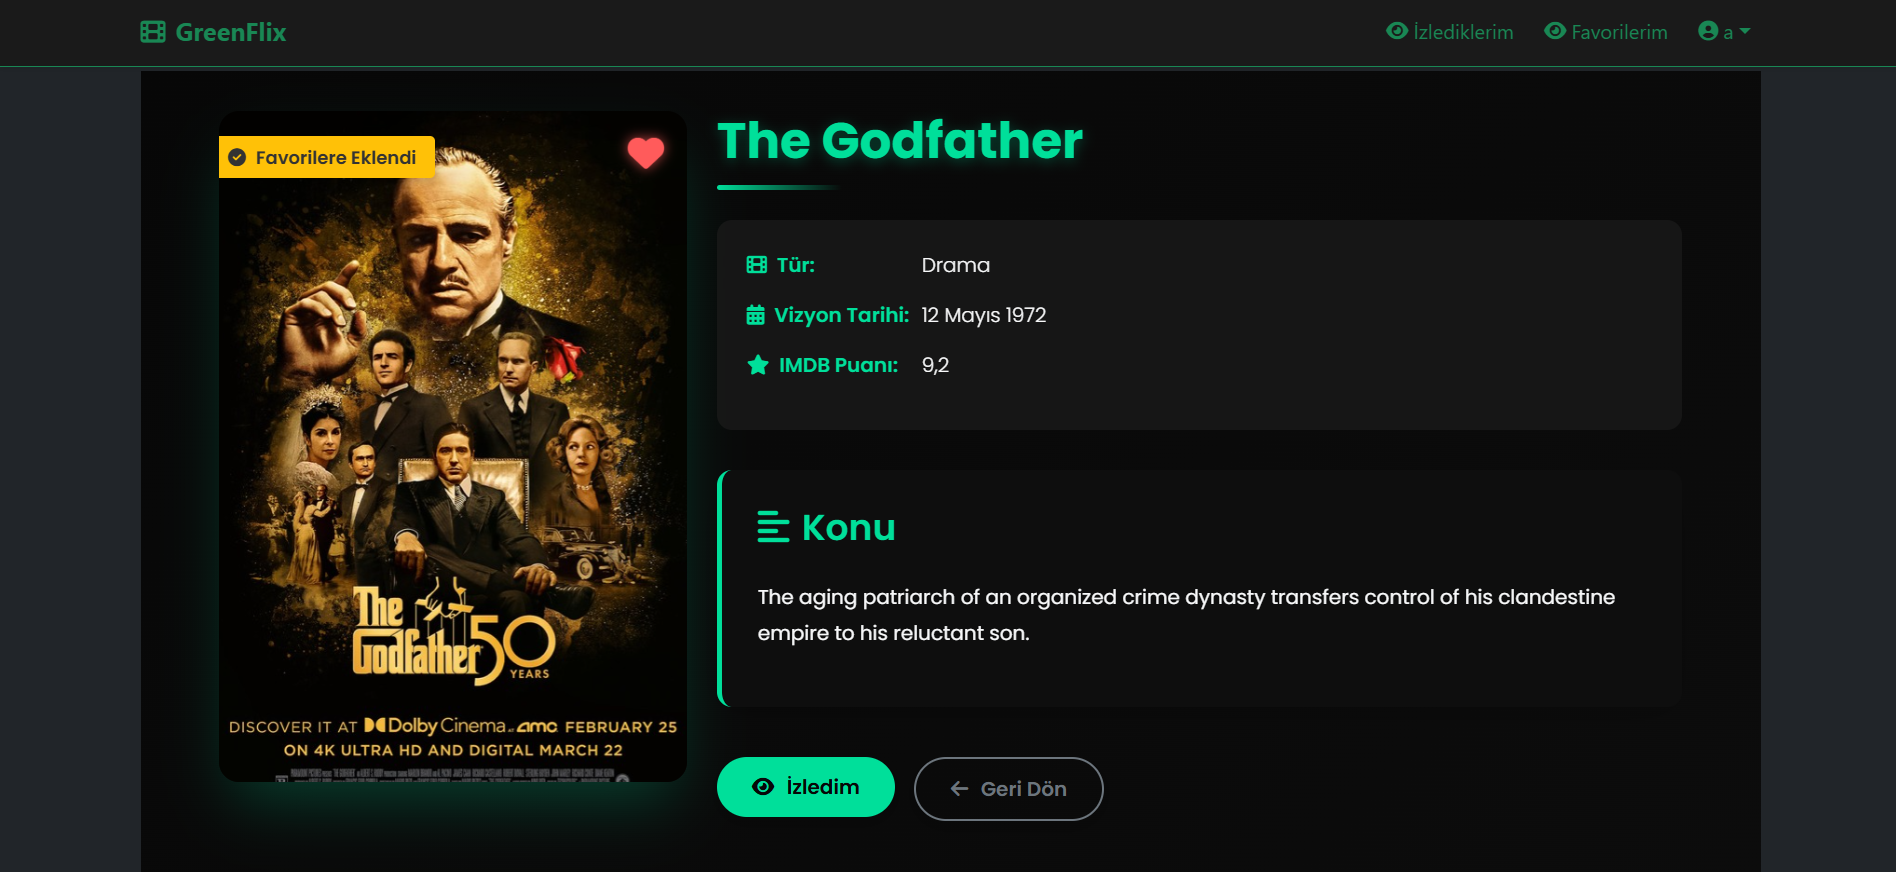 GreenFlix
İzlediklerim
Favorilerim
a
Favorilere Eklendi
The Godfather 50
YEARS
DISCOVER IT AT Dolby Cinema AT amc FEBRUARY 25
ON 4K ULTRA HD AND DIGITAL MARCH 22
The Godfather
Tür: Drama
Vizyon Tarihi: 12 Mayıs 1972
IMDB Puanı: 9,2
Konu
The aging patriarch of an organized crime dynasty transfers control of his clandestine
empire to his reluctant son.
İzledim
Geri Dön